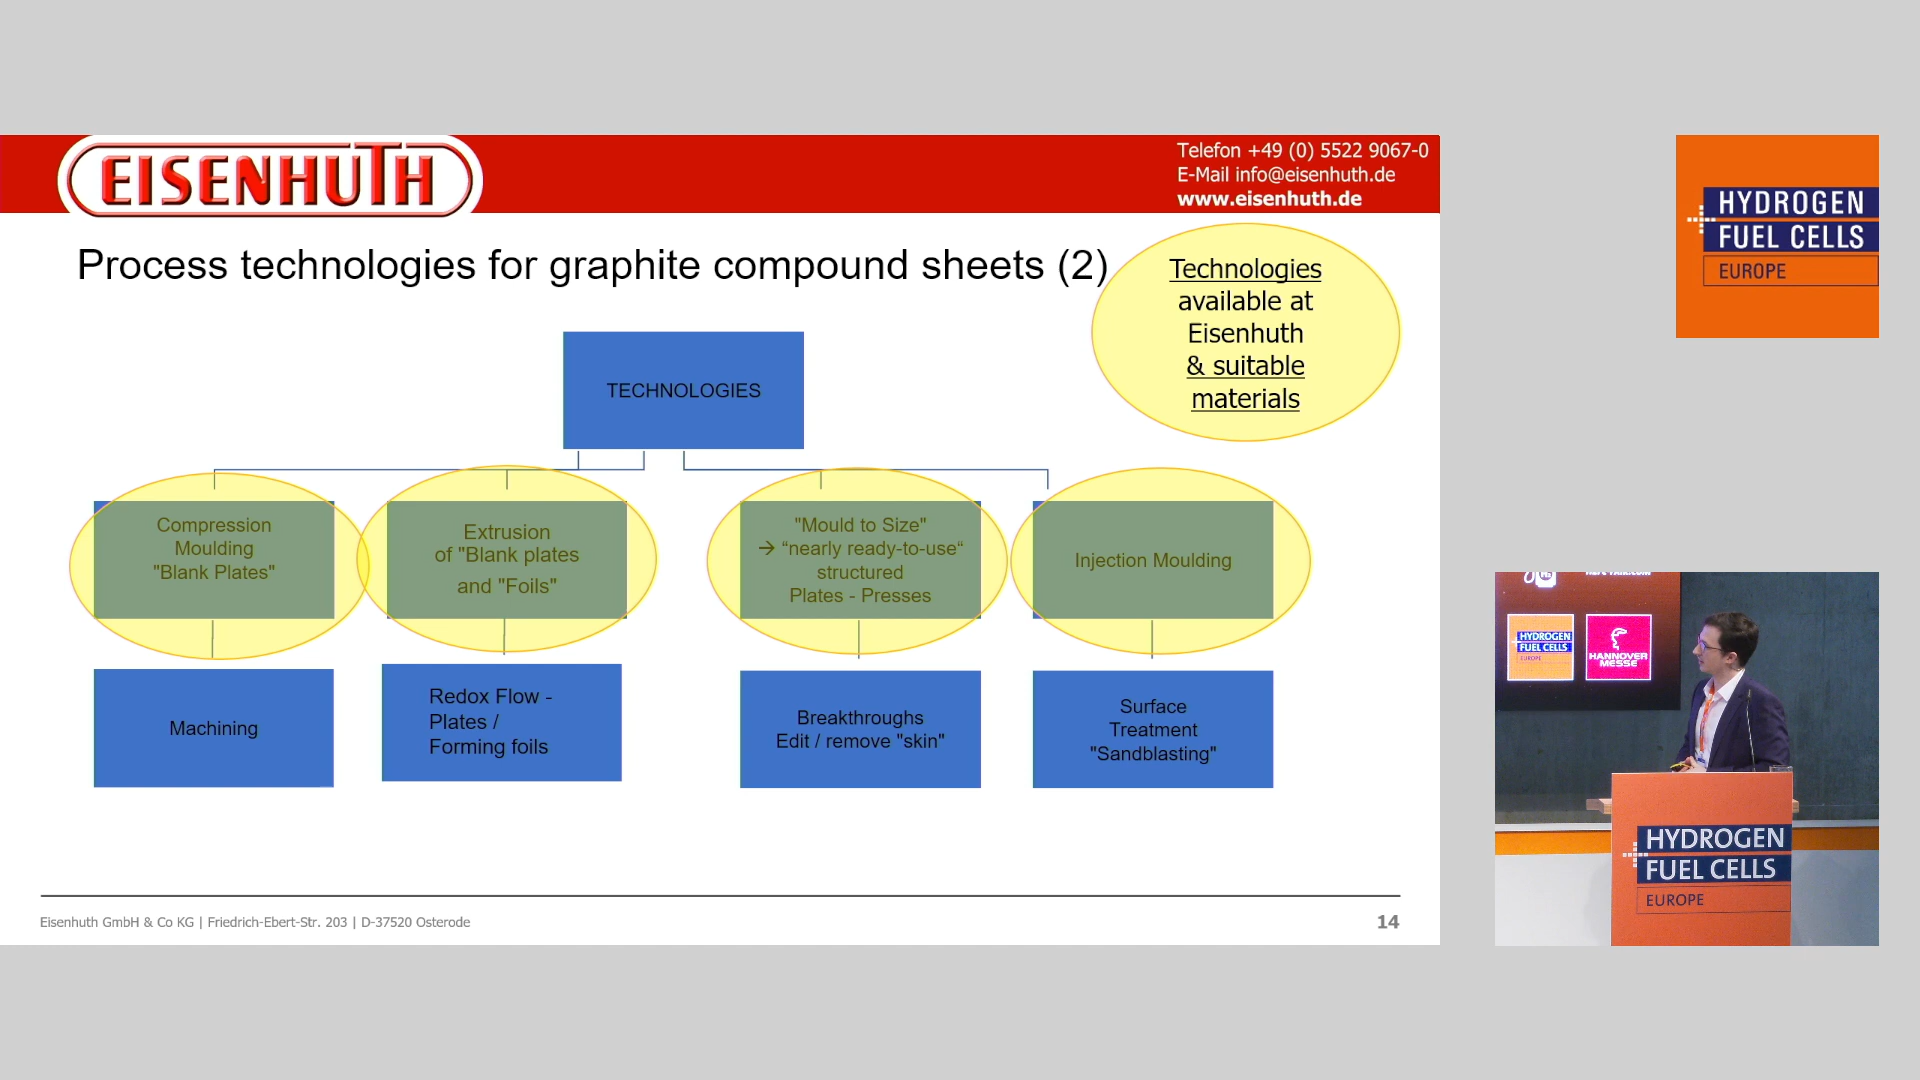 EISENHUTH
Telefon +49 (0) 5522 9067-0
E-Mail info@eisenhuth.de
www.eisenhuth.de
Process technologies for graphite compound sheets (2)
Technologies
available at
Eisenhuth
& suitable
materials
TECHNOLOGIES
Compression
Moulding
"Blank Plates"
Extrusion
of "Blank plates
and "Foils"
"Mould to Size"
→ “nearly ready-to-use“
structured
Plates - Presses
Injection Moulding
Machining
Redox Flow -
Plates /
Forming foils
Breakthroughs
Edit / remove "skin"
Surface
Treatment
"Sandblasting"
Eisenhuth GmbH & Co KG | Friedrich-Ebert-Str. 203 | D-37520 Osterode
14
HYDROGEN
FUEL CELLS
EUROPE
HYDROGEN
FUEL CELLS
EUROPE
HANNOVER
MESSE
HYDROGEN
FUEL CELLS
EUROPE